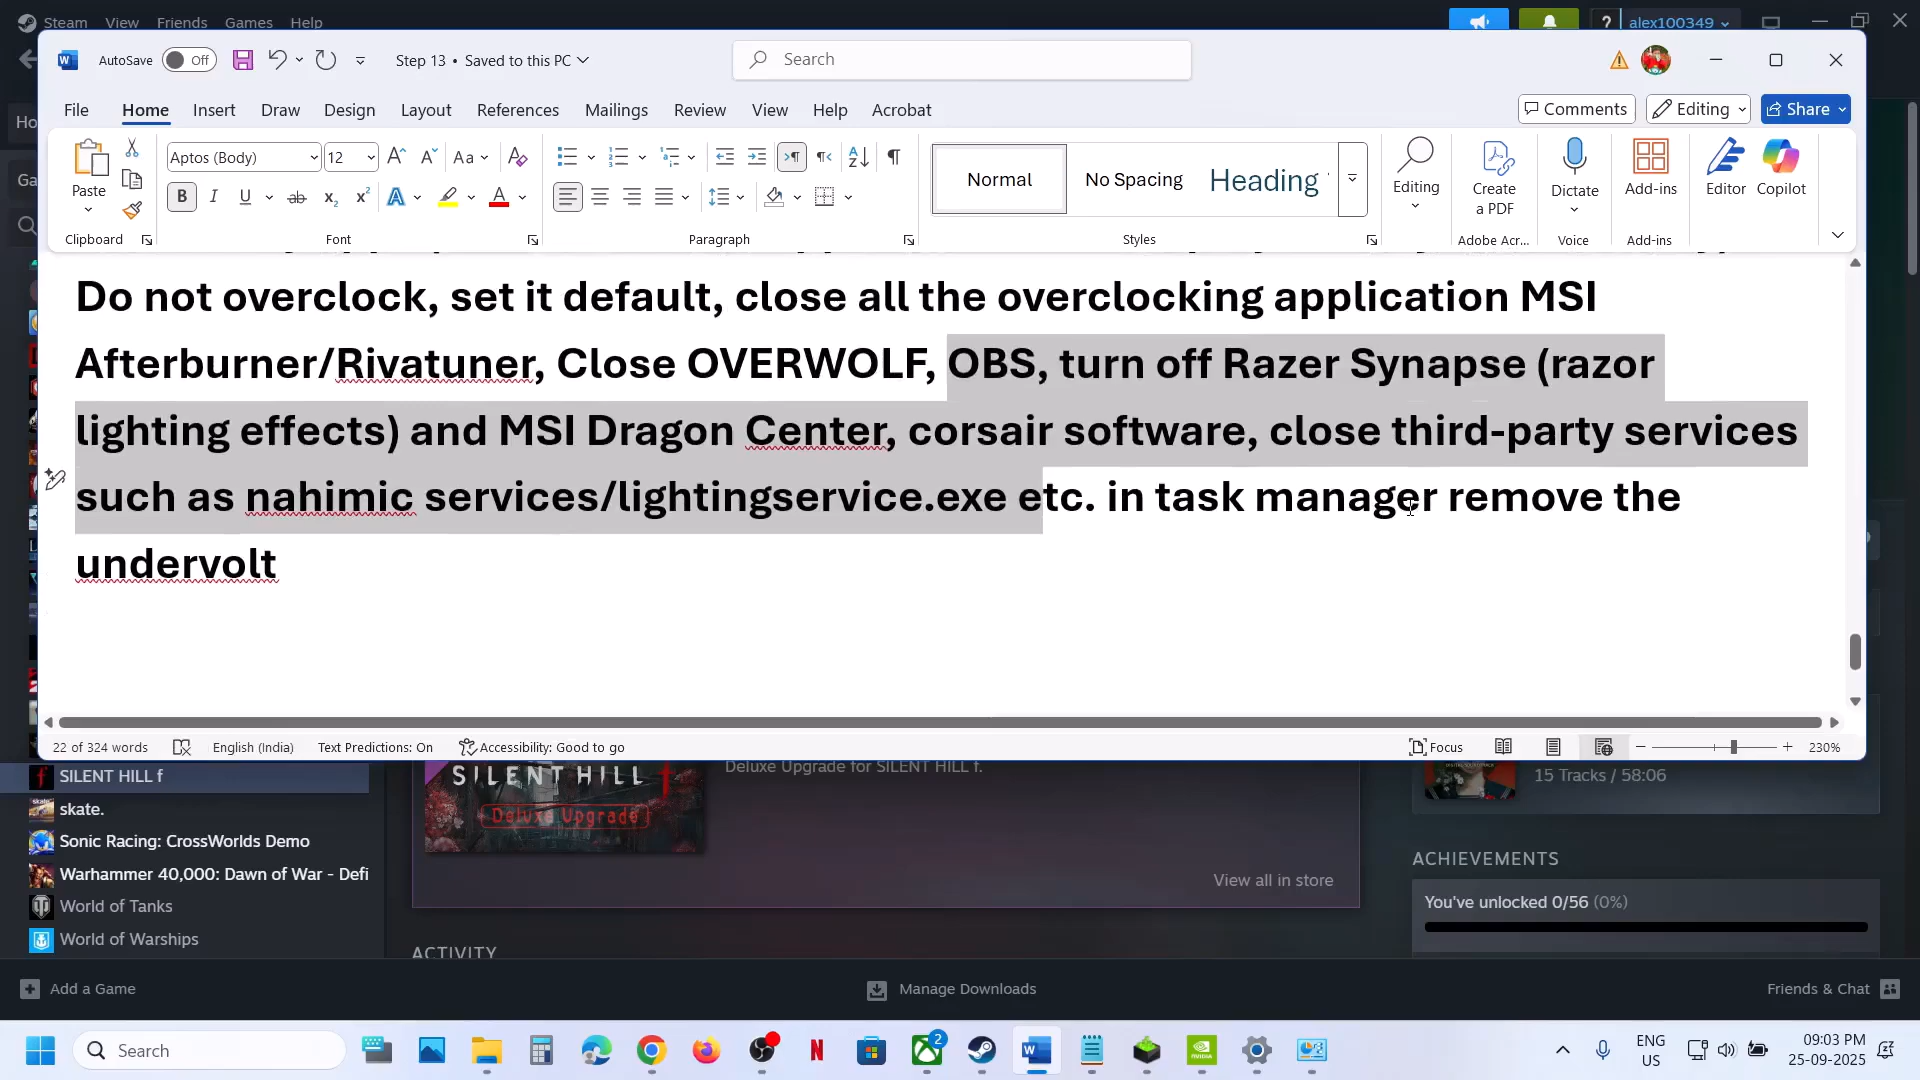 Steam View Friends Games Help
alex100349
AutoSave Off
Step 13 • Saved to this PC
Search
File Home Insert Draw Design Layout References Mailings Review View Help Acrobat
Comments Editing Share
Paste
Clipboard
Aptos (Body) 12
Font
Paragraph
Normal No Spacing Heading
Styles
Editing
Create a PDF
Adobe Acr...
Dictate
Voice
Add-ins
Add-ins
Editor
Copilot
Do not overclock, set it default, close all the overclocking application MSI
Afterburner/Rivatuner, Close OVERWOLF, OBS, turn off Razer Synapse (razor
lighting effects) and MSI Dragon Center, corsair software, close third-party services
such as nahimic services/lightingservice.exe etc. in task manager remove the
undervolt
22 of 324 words English (India) Text Predictions: On Accessibility: Good to go Focus 230%
SILENT HILL f
skate.
Sonic Racing: CrossWorlds Demo
Warhammer 40,000: Dawn of War - Defi
World of Tanks
World of Warships
SILENT HILL f
Deluxe Upgrade
Deluxe Upgrade for SILENT HILL f.
View all in store
ACTIVITY
15 Tracks / 58:06
ACHIEVEMENTS
You've unlocked 0/56 (0%)
Add a Game
Manage Downloads
Friends & Chat
Search
2
ENG
US
09:03 PM
25-09-2025